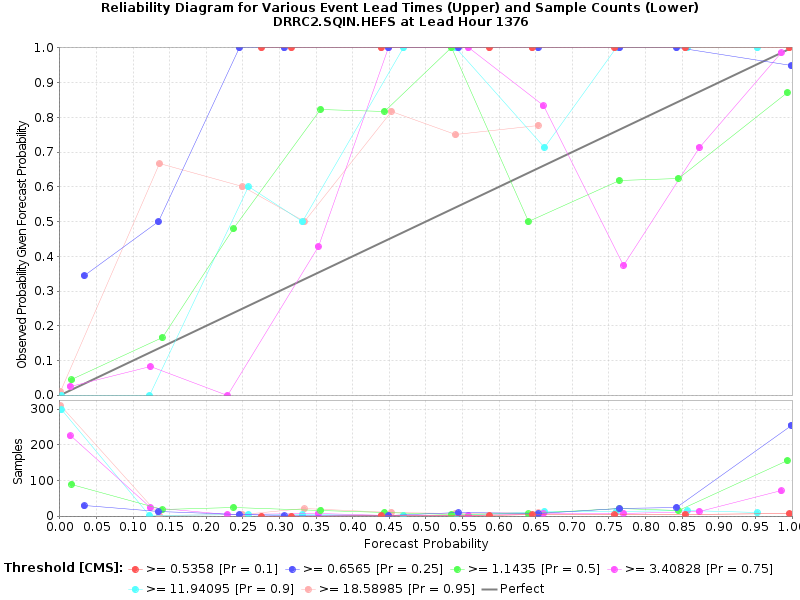 Reliability Diagram for Various Event Lead Times (Upper) and Sample Counts (Lower)
DRRC2.SQIN.HEFS at Lead Hour 1376
Observed Probability Given Forecast Probability
1.0
0.9
0.8
0.7
0.6
0.5
0.4
0.3
0.2
0.1
0.0
Samples
300
200
100
0
0.00 0.05 0.10 0.15 0.20 0.25 0.30 0.35 0.40 0.45 0.50 0.55 0.60 0.65 0.70 0.75 0.80 0.85 0.90 0.95 1.0
Forecast Probability
Threshold [CMS]: >= 0.5358 [Pr = 0.1] >= 0.6565 [Pr = 0.25] >= 1.1435 [Pr = 0.5] >= 3.40828 [Pr = 0.75]
>= 11.94095 [Pr = 0.9] >= 18.58985 [Pr = 0.95] Perfect